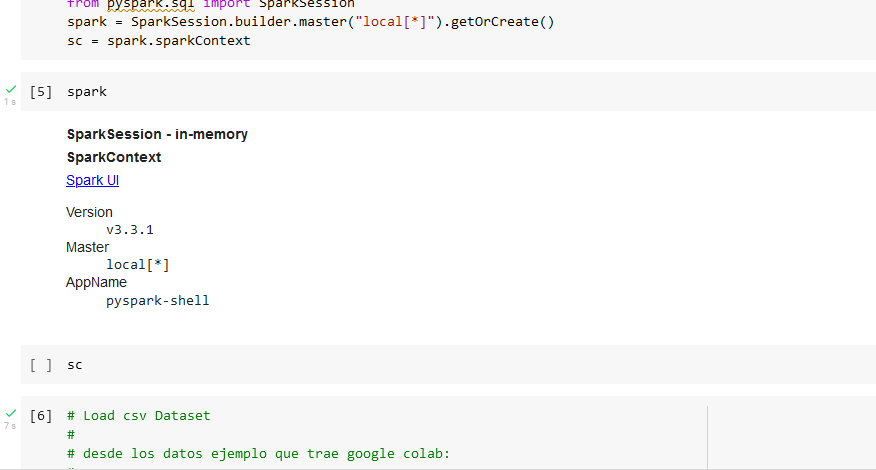 from pyspark.sql import SparkSession
spark = SparkSession.builder.master("local[*]").getOrCreate()
sc = spark.sparkContext
[5] spark
1 s
SparkSession - in-memory
SparkContext
Spark UI
Version
v3.3.1
Master
local[*]
AppName
pyspark-shell
[ ] sc
[6] # Load csv Dataset
7 s
#
# desde los datos ejemplo que trae google colab:
#